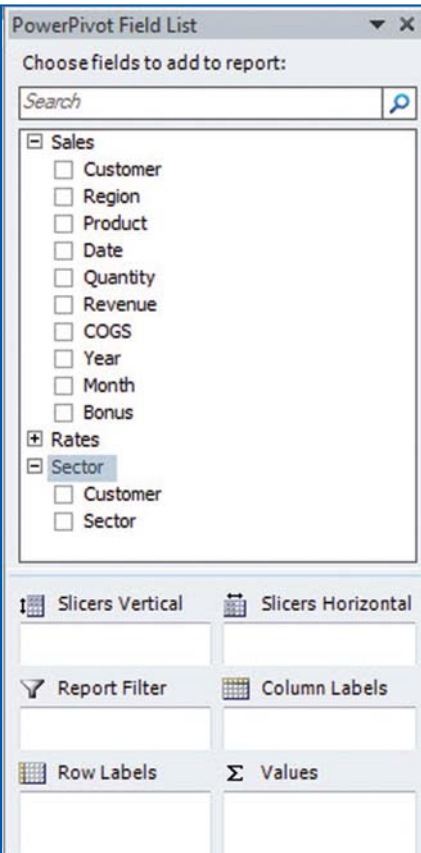 PowerPivot Field List
Choose fields to add to report:
Search
Sales
Customer
Region
Product
Date
Quantity
Revenue
COGS
Year
Month
Bonus
Rates
Sector
Customer
Sector
Slicers Vertical Slicers Horizontal
Report Filter Column Labels
Row Labels Σ Values